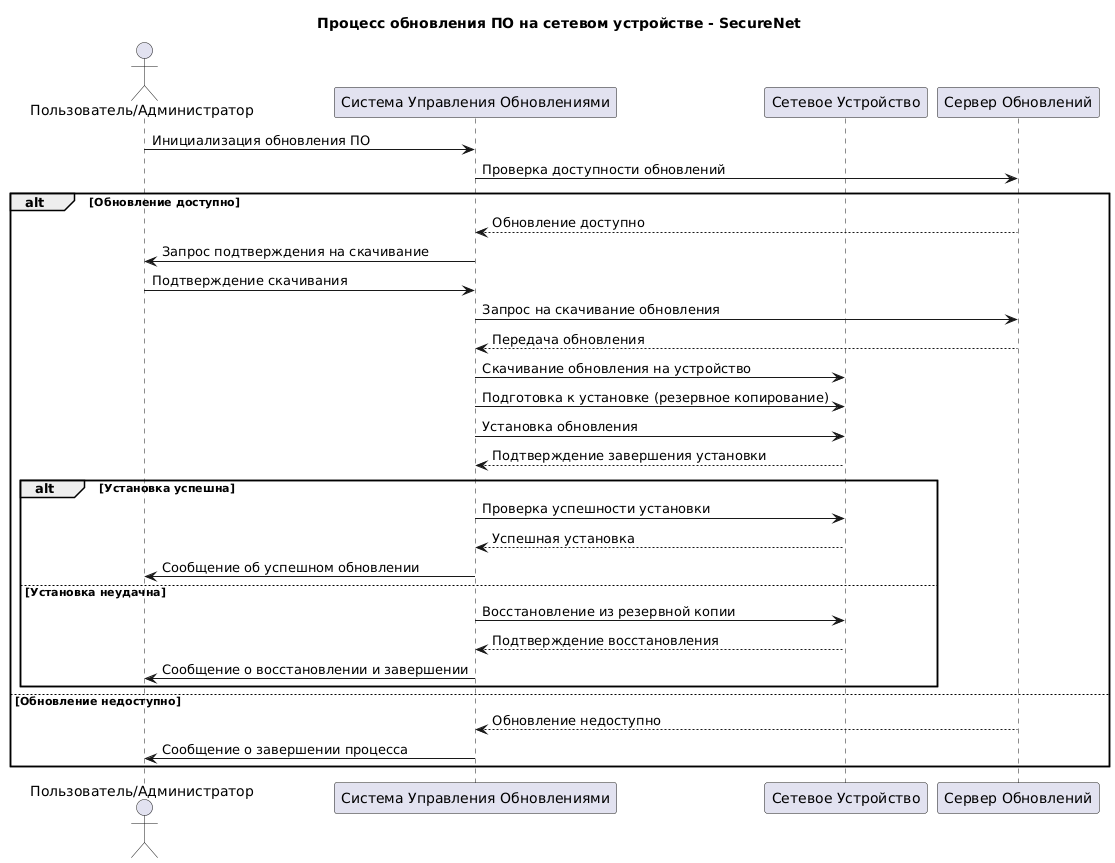 Процесс обновления ПО на сетевом устройстве - SecureNet
Пользователь/Администратор
Система Управления Обновлениями
Сетевое Устройство
Сервер Обновлений
Инициализация обновления ПО
Проверка доступности обновлений
alt [Обновление доступно]
Обновление доступно
Запрос подтверждения на скачивание
Подтверждение скачивания
Запрос на скачивание обновления
Передача обновления
Скачивание обновления на устройство
Подготовка к установке (резервное копирование)
Установка обновления
Подтверждение завершения установки
alt [Установка успешна]
Проверка успешности установки
Успешная установка
Сообщение об успешном обновлении
[Установка неудачна]
Восстановление из резервной копии
Подтверждение восстановления
Сообщение о восстановлении и завершении
[Обновление недоступно]
Обновление недоступно
Сообщение о завершении процесса
Пользователь/Администратор
Система Управления Обновлениями
Сетевое Устройство
Сервер Обновлений